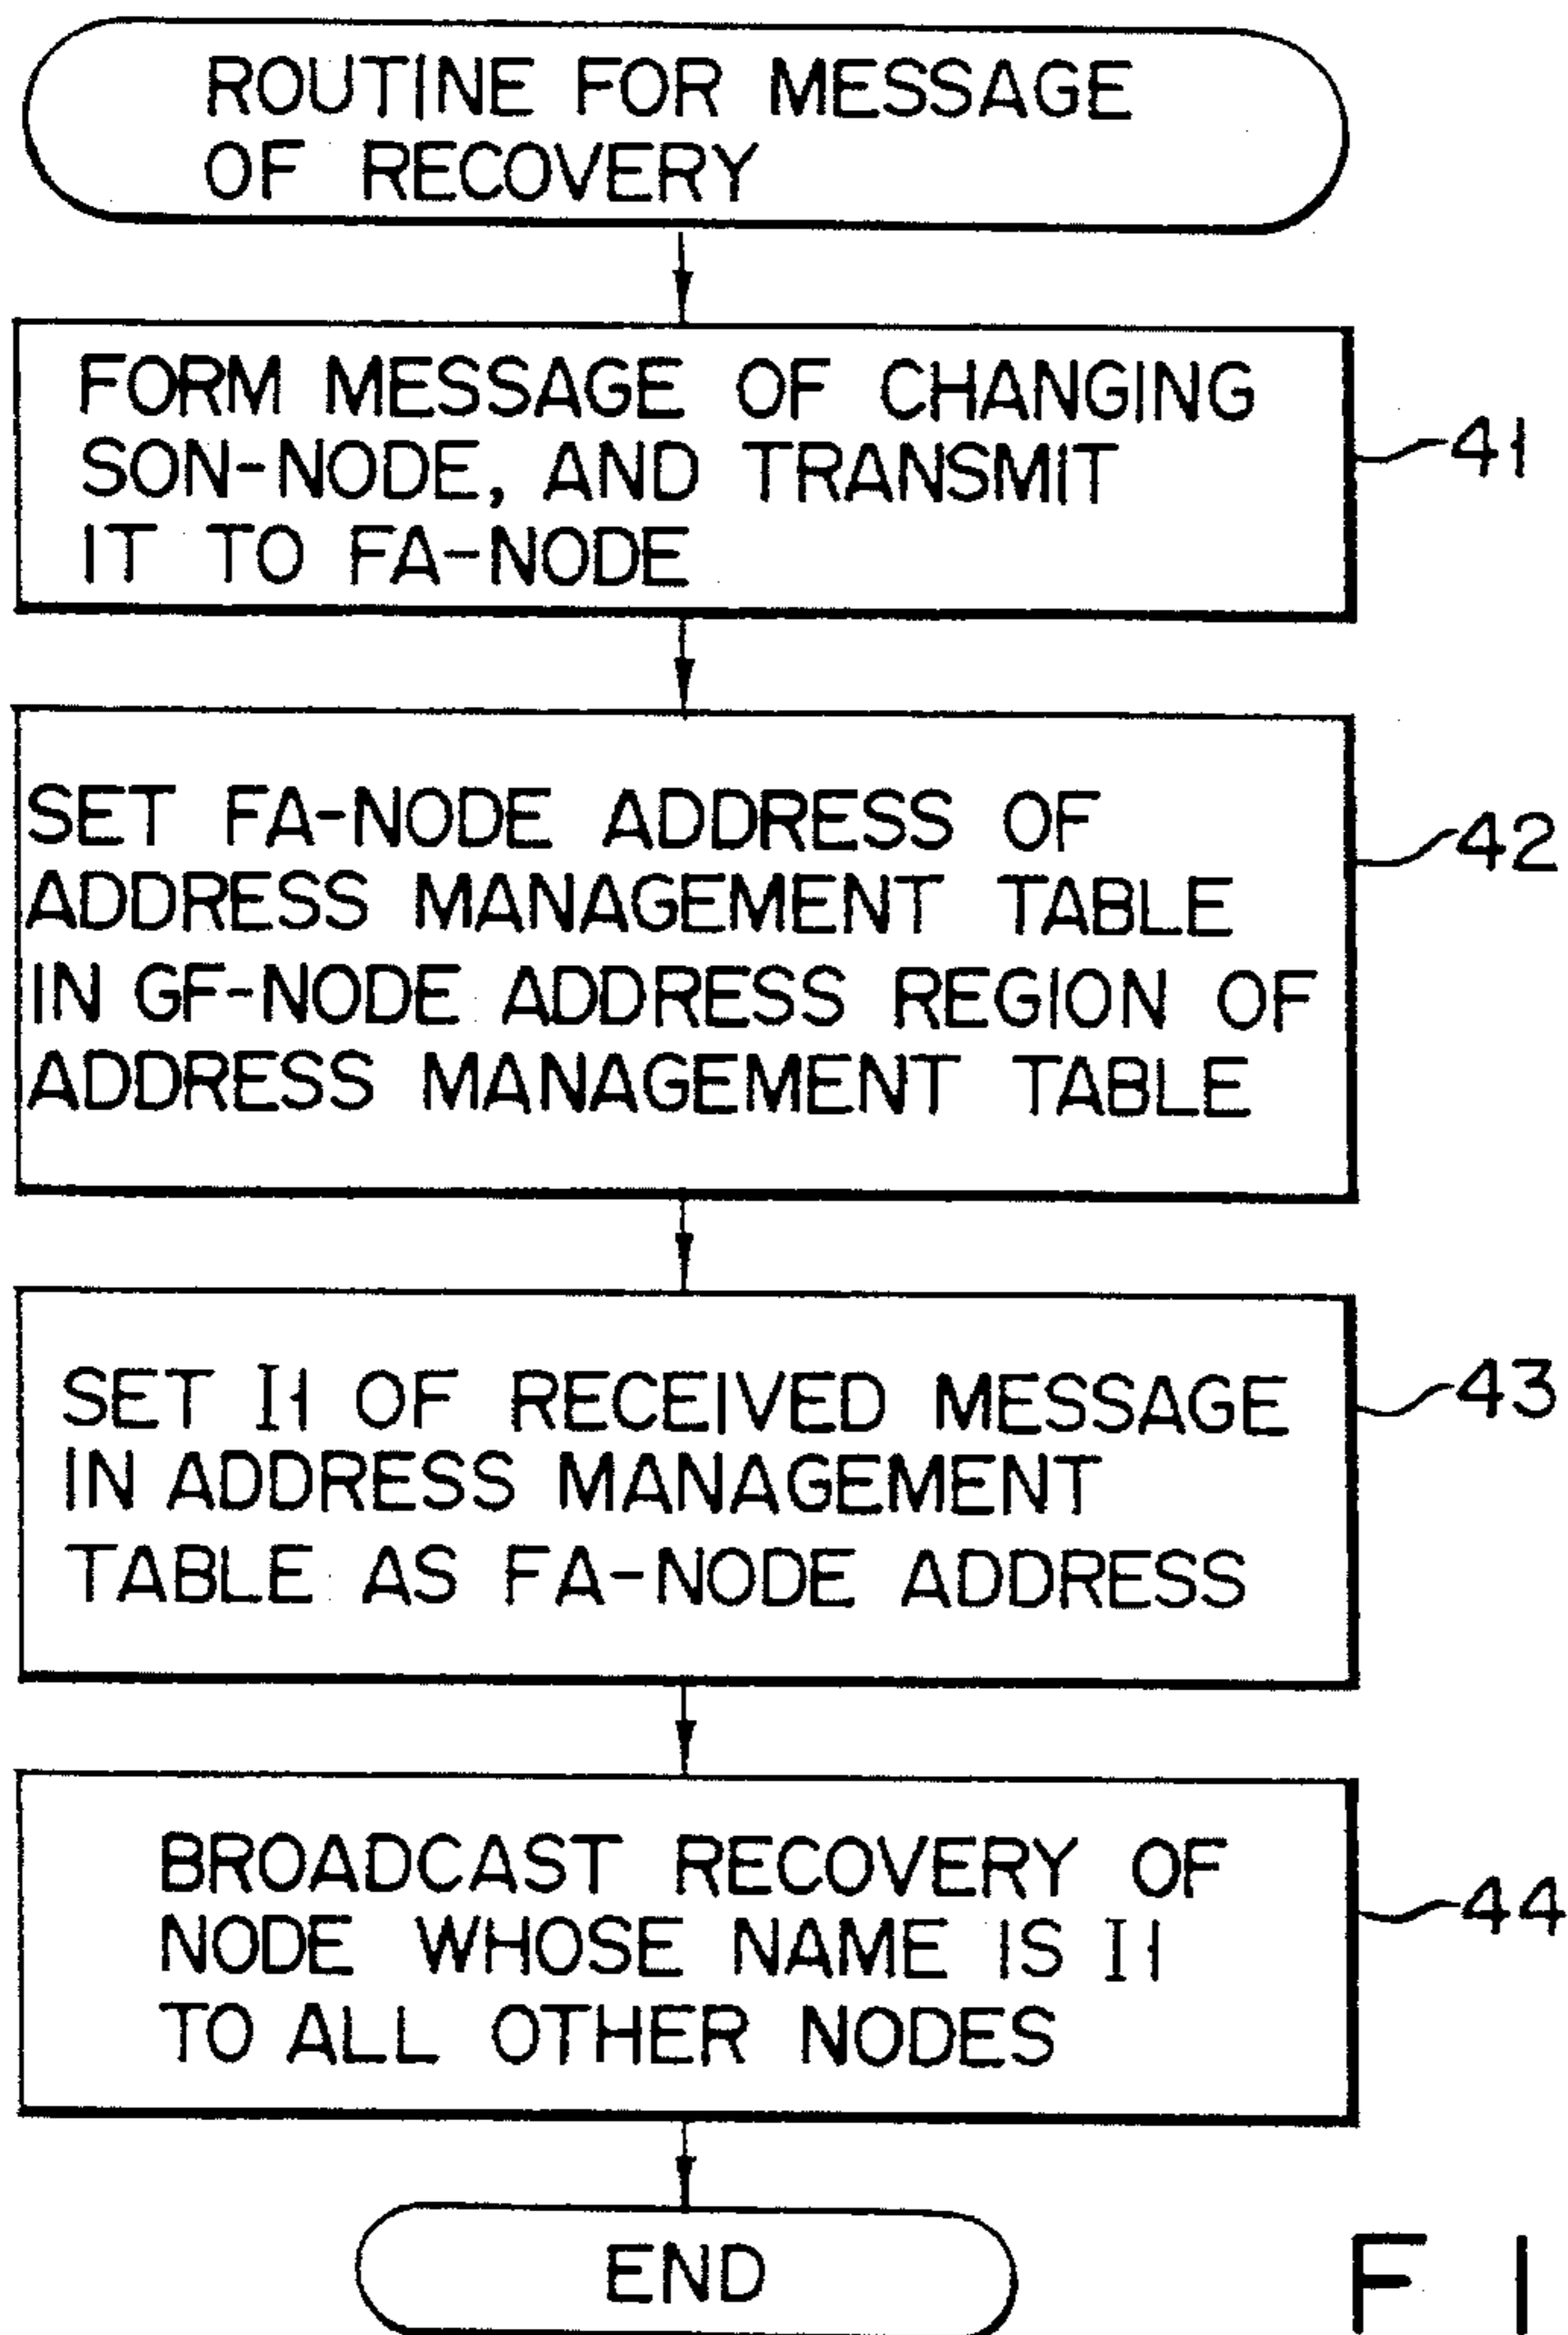 ROUTINE FOR MESSAGE
OF RECOVERY
FORM MESSAGE OF CHANGING
SON-NODE, AND TRANSMIT
IT TO FA-NODE
41
SET FA-NODE ADDRESS OF
ADDRESS MANAGEMENT TABLE
IN GF-NODE ADDRESS REGION OF
ADDRESS MANAGEMENT TABLE
42
SET I1 OF RECEIVED MESSAGE
IN ADDRESS MANAGEMENT
TABLE AS FA-NODE ADDRESS
43
BROADCAST RECOVERY OF
NODE WHOSE NAME IS I1
TO ALL OTHER NODES
44
END
F I